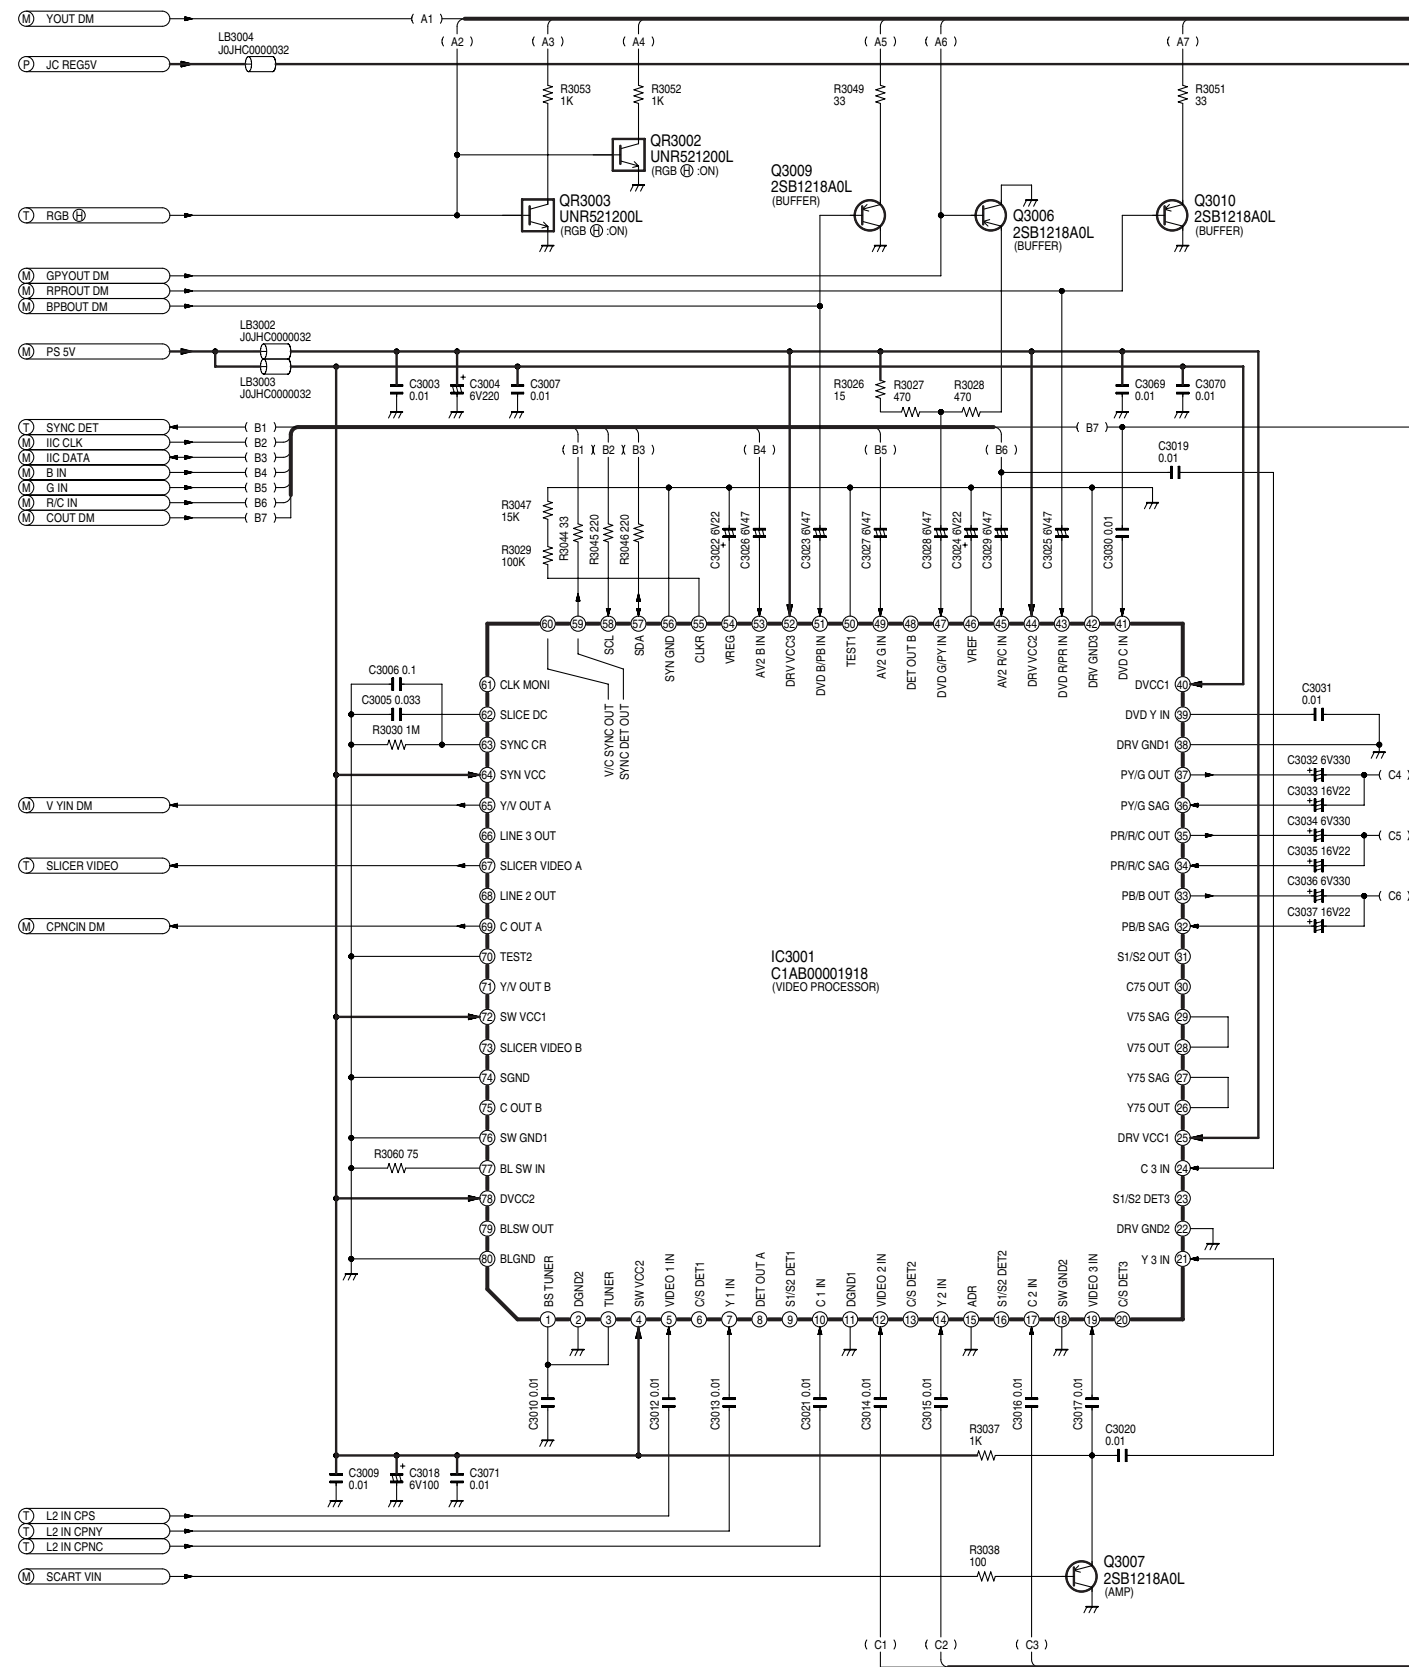 M YOUT DM
( A1 )
( A2 ) ( A3 ) ( A4 ) ( A5 ) ( A6 ) ( A7 )
LB3004
J0JHC0000032
P JC REG5V
R3053
1K
R3052
1K
R3049
33
R3051
33
QR3002
UNR521200L
(RGB Ⓗ :ON)
Q3009
2SB1218A0L
(BUFFER)
QR3003
UNR521200L
(RGB Ⓗ :ON)
Q3006
2SB1218A0L
(BUFFER)
Q3010
2SB1218A0L
(BUFFER)
T RGB Ⓗ
M GPYOUT DM
M RPROUT DM
M BPBOUT DM
LB3002
J0JHC0000032
M PS 5V
LB3003
J0JHC0000032
C3003
0.01
C3004
6V220
C3007
0.01
R3026
15
R3027
470
R3028
470
C3069
0.01
C3070
0.01
T SYNC DET ( B1 )
M IIC CLK ( B2 )
M IIC DATA ( B3 )
M B IN ( B4 )
M G IN ( B5 )
M R/C IN ( B6 )
M COUT DM ( B7 )
( B1 ) ( B2 ) ( B3 ) ( B4 ) ( B5 ) ( B6 )
( B7 )
C3019
0.01
R3047
15K
R3029
100K
R3044 33
R3045 220
R3046 220
C3022 6V22
C3026 6V47
C3023 6V47
C3027 6V47
C3028 6V47
C3024 6V22
C3029 6V47
C3025 6V47
C3030 0.01
60 59 58 57 56 55 54 53 52 51 50 49 48 47 46 45 44 43 42 41
V/C SYNC OUT
SYNC DET OUT
SCL
SDA
SYN GND
CLKR
VREG
AV2 B IN
DRV VCC3
DVD B/PB IN
TEST1
AV2 G IN
DET OUT B
DVD G/PY IN
VREF
AV2 R/C IN
DRV VCC2
DVD R/PR IN
DRV GND3
DVD C IN
C3006 0.1
C3005 0.033
R3030 1M
61 CLK MONI
62 SLICE DC
63 SYNC CR
64 SYN VCC
65 Y/V OUT A
66 LINE 3 OUT
67 SLICER VIDEO A
68 LINE 2 OUT
69 C OUT A
70 TEST2
71 Y/V OUT B
72 SW VCC1
73 SLICER VIDEO B
74 SGND
75 C OUT B
76 SW GND1
R3060 75
77 BL SW IN
78 DVCC2
79 BLSW OUT
80 BLGND
M V YIN DM
T SLICER VIDEO
M CPNCIN DM
IC3001
C1AB00001918
(VIDEO PROCESSOR)
DVCC1 40
DVD Y IN 39
DRV GND1 38
PY/G OUT 37
PY/G SAG 36
PR/R/C OUT 35
PR/R/C SAG 34
PB/B OUT 33
PB/B SAG 32
S1/S2 OUT 31
C75 OUT 30
V75 SAG 29
V75 OUT 28
Y75 SAG 27
Y75 OUT 26
DRV VCC1 25
C 3 IN 24
S1/S2 DET3 23
DRV GND2 22
Y 3 IN 21
C3031
0.01
C3032 6V330
( C4 )
C3033 16V22
C3034 6V330
( C5 )
C3035 16V22
C3036 6V330
( C6 )
C3037 16V22
BS TUNER
DGND2
TUNER
SW VCC2
VIDEO 1 IN
C/S DET1
Y 1 IN
DET OUT A
S1/S2 DET1
C 1 IN
DGND1
VIDEO 2 IN
C/S DET2
Y 2 IN
ADR
S1/S2 DET2
C 2 IN
SW GND2
VIDEO 3 IN
C/S DET3
1 2 3 4 5 6 7 8 9 10 11 12 13 14 15 16 17 18 19 20
C3010 0.01
C3012 0.01
C3013 0.01
C3021 0.01
C3014 0.01
C3015 0.01
C3016 0.01
C3017 0.01
R3037
1K
C3020
0.01
C3009
0.01
C3018
6V100
C3071
0.01
T L2 IN CPS
T L2 IN CPNY
T L2 IN CPNC
M SCART VIN
R3038
100
Q3007
2SB1218A0L
(AMP)
( C1 ) ( C2 ) ( C3 )